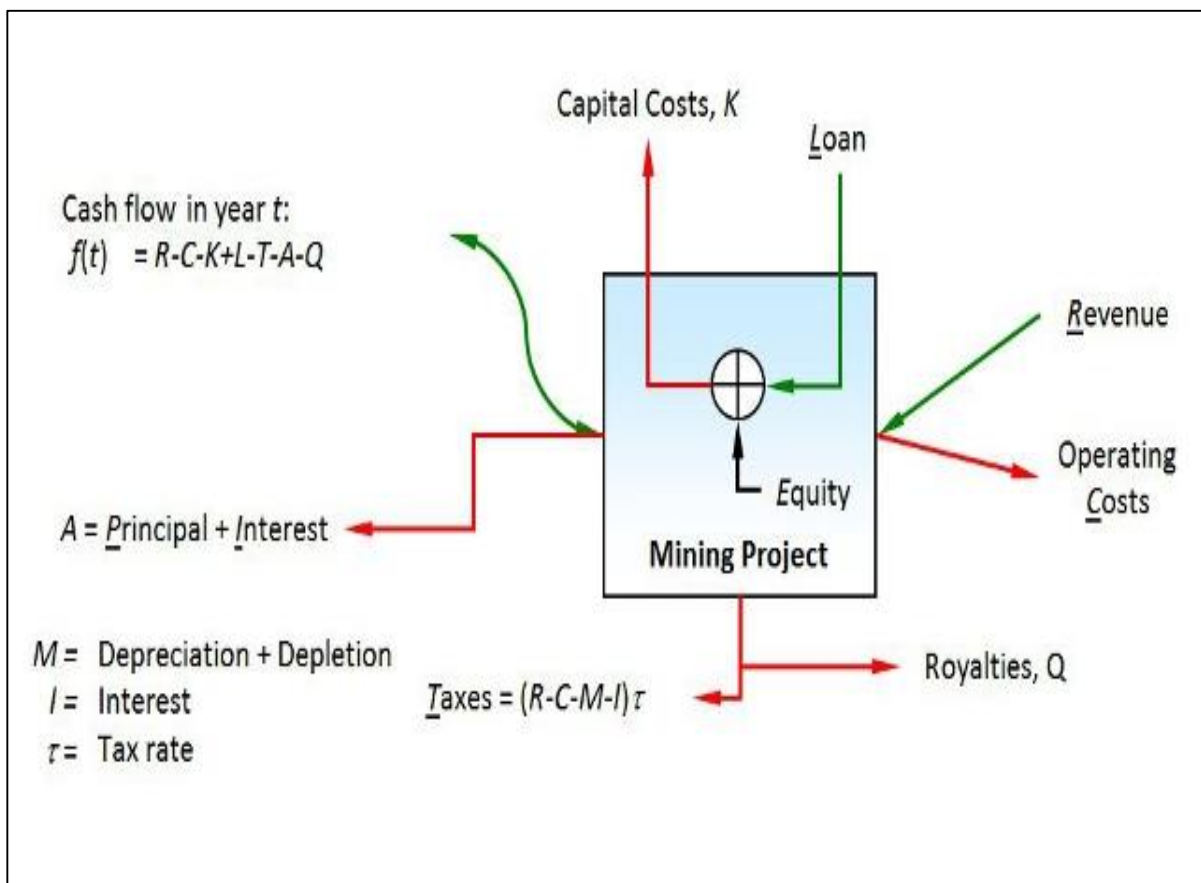 Capital Costs, K
Loan
Cash flow in year t:
f(t) = R-C-K+L-T-A-Q
Revenue
Operating
Costs
Equity
A = Principal + Interest
Mining Project
M = Depreciation + Depletion
I = Interest
τ = Tax rate
Taxes = (R-C-M-I)τ
Royalties, Q